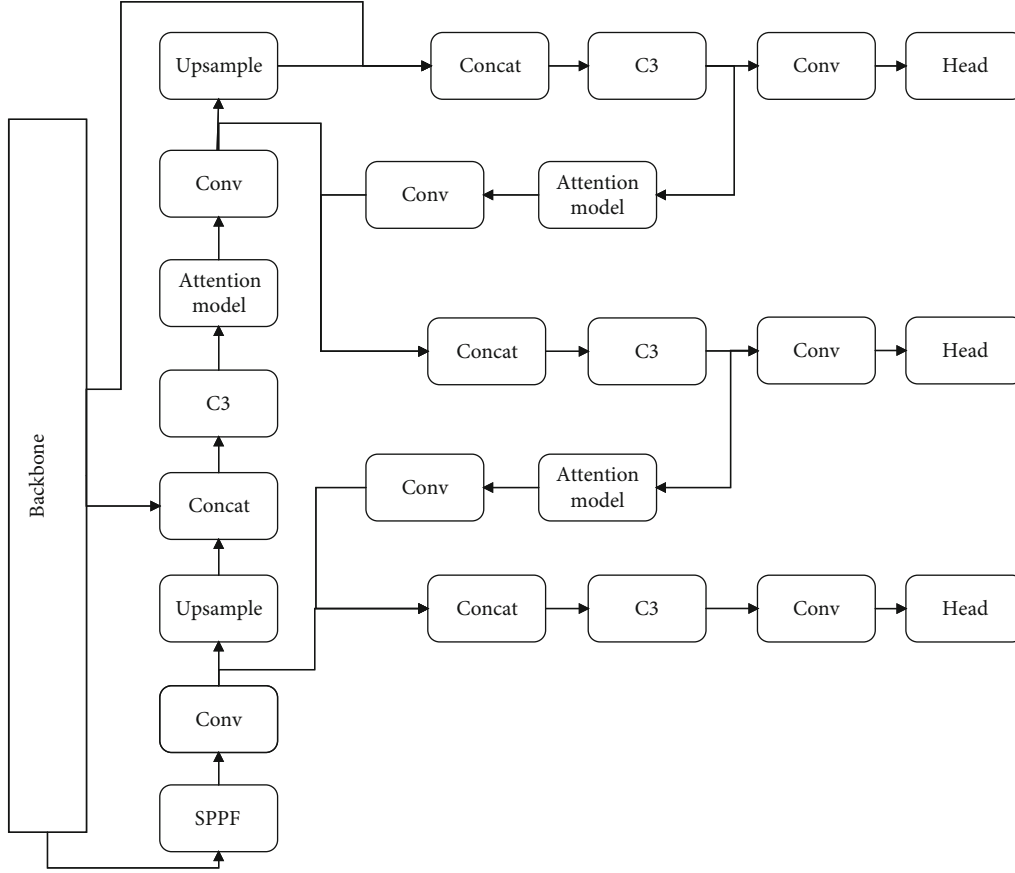 Upsample
Concat
C3
Conv
Head
Conv
Conv
Attention
model
Attention
model
Concat
C3
Conv
Head
C3
Backbone
Conv
Attention
model
Concat
Upsample
Concat
C3
Conv
Head
Conv
SPPF